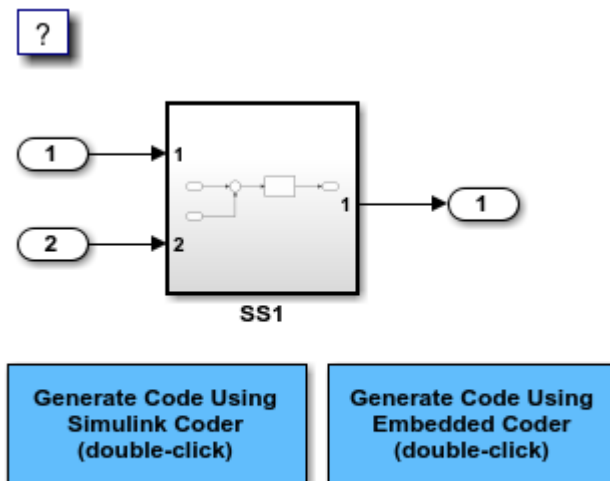 ?
1
1
2
2
1
1
SS1
Generate Code Using
Simulink Coder
(double-click)
Generate Code Using
Embedded Coder
(double-click)